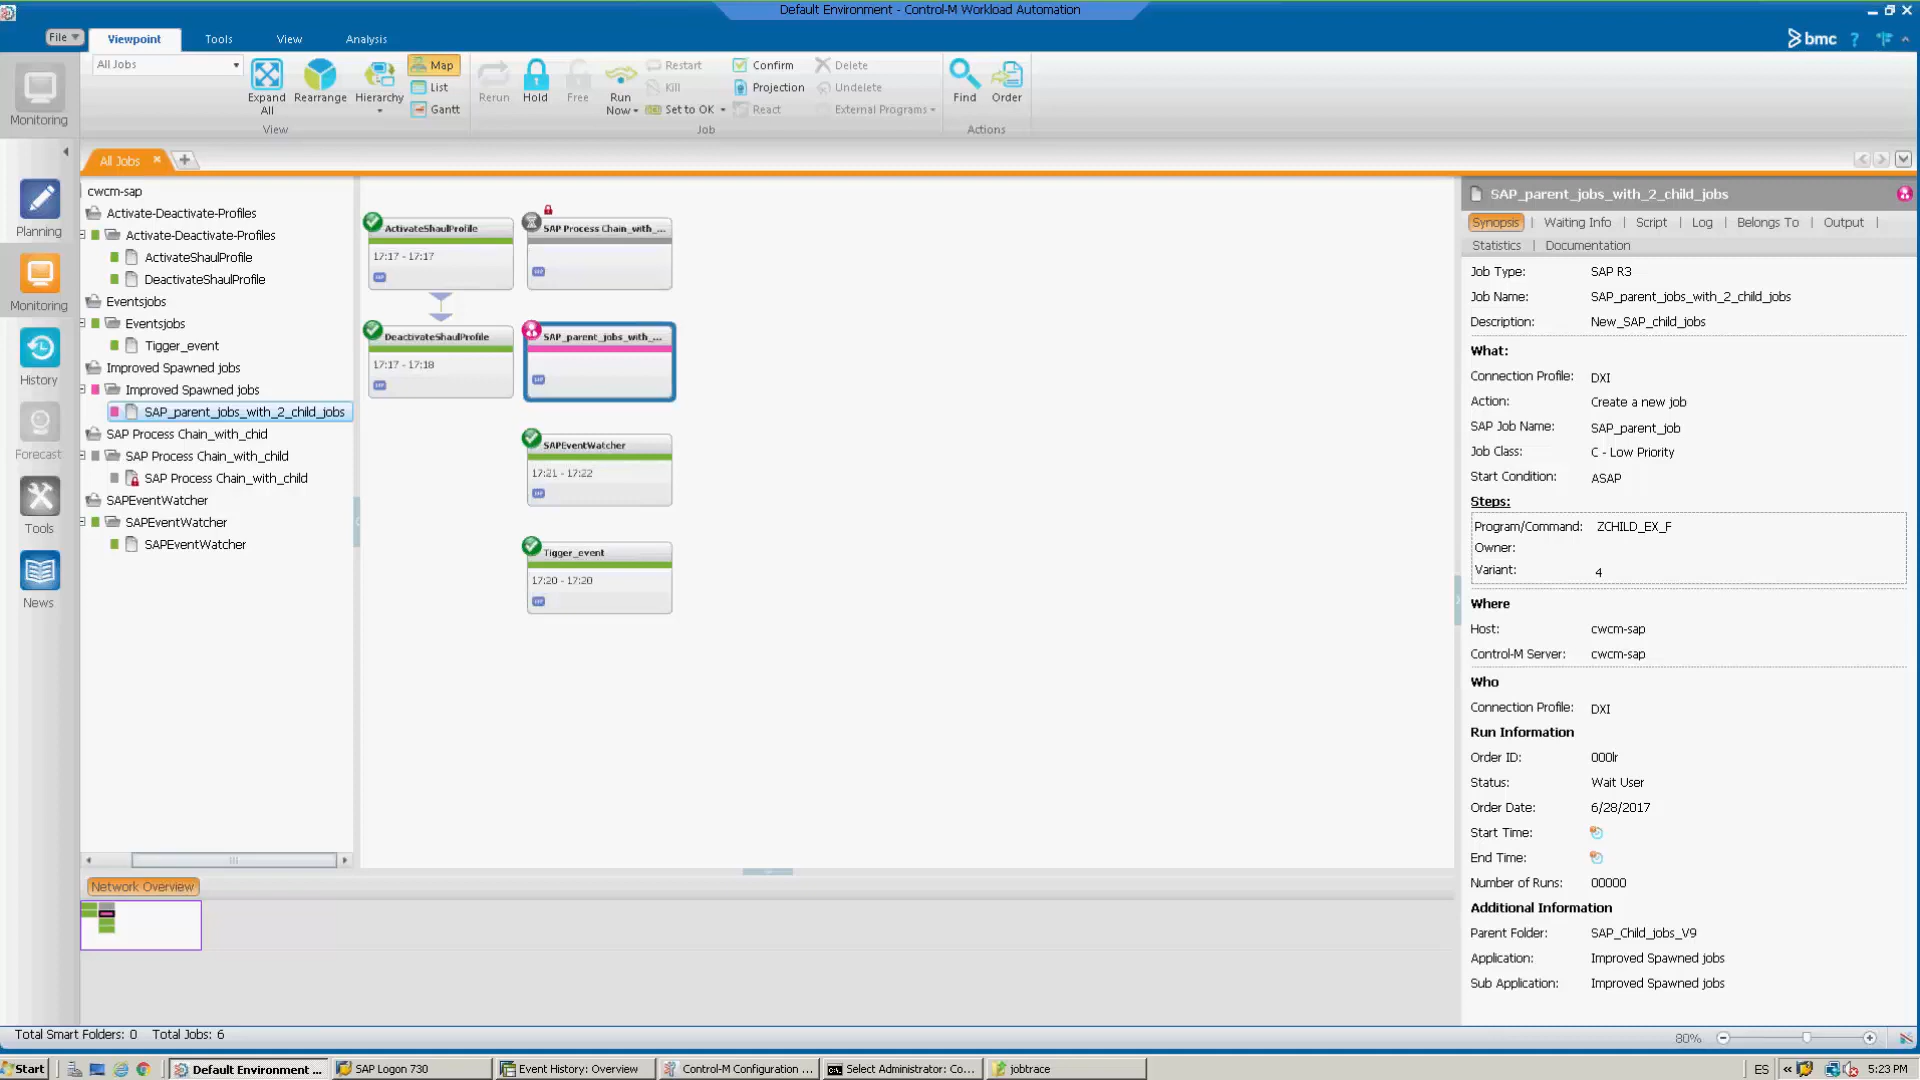 Default Environment - Control-M Workload Automation
File
Viewpoint
Tools
View
Analysis
bmc
?
All Jobs
Expand All
Rearrange
Hierarchy
Map
List
Gantt
View
Rerun
Hold
Free
Run Now
Restart
Kill
Set to OK
Confirm
Projection
React
Delete
Undelete
External Programs
Job
Find
Order
Actions
Monitoring
Planning
Monitoring
History
Forecast
Tools
News
All Jobs
cwcm-sap
Activate-Deactivate-Profiles
Activate-Deactivate-Profiles
ActivateShaulProfile
DeactivateShaulProfile
Eventsjobs
Eventsjobs
Tigger_event
Improved Spawned jobs
Improved Spawned jobs
SAP_parent_jobs_with_2_child_jobs
SAP Process Chain_with_chid
SAP Process Chain_with_child
SAP Process Chain_with_child
SAPEventWatcher
SAPEventWatcher
SAPEventWatcher
ActivateShaulProfile
17:17 - 17:17
SAP Process Chain_with_...
DeactivateShaulProfile
17:17 - 17:18
SAP_parent_jobs_with_...
SAPEventWatcher
17:21 - 17:22
Tigger_event
17:20 - 17:20
SAP_parent_jobs_with_2_child_jobs
Synopsis | Waiting Info | Script | Log | Belongs To | Output |
Statistics | Documentation
Job Type: SAP R3
Job Name: SAP_parent_jobs_with_2_child_jobs
Description: New_SAP_child_jobs
What:
Connection Profile: DXI
Action: Create a new job
SAP Job Name: SAP_parent_job
Job Class: C - Low Priority
Start Condition: ASAP
Steps:
Program/Command: ZCHILD_EX_F
Owner:
Variant: 4
Where
Host: cwcm-sap
Control-M Server: cwcm-sap
Who
Connection Profile: DXI
Run Information
Order ID: 000lr
Status: Wait User
Order Date: 6/28/2017
Start Time:
End Time:
Number of Runs: 00000
Additional Information
Parent Folder: SAP_Child_jobs_V9
Application: Improved Spawned jobs
Sub Application: Improved Spawned jobs
Network Overview
Total Smart Folders: 0 Total Jobs: 6
80%
Start
Default Environment ...
SAP Logon 730
Event History: Overview
Control-M Configuration ...
Select Administrator: Co...
jobtrace
ES
5:23 PM